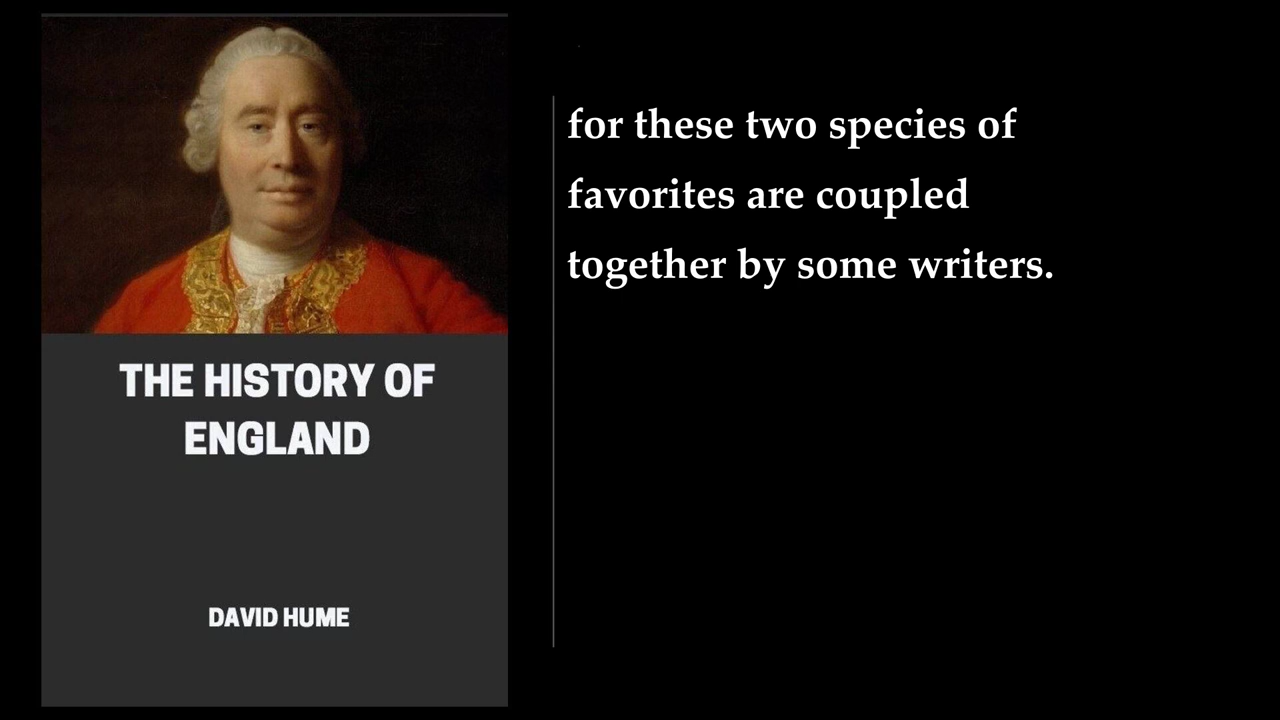 THE HISTORY OF
ENGLAND
DAVID HUME
for these two species of
favorites are coupled
together by some writers.